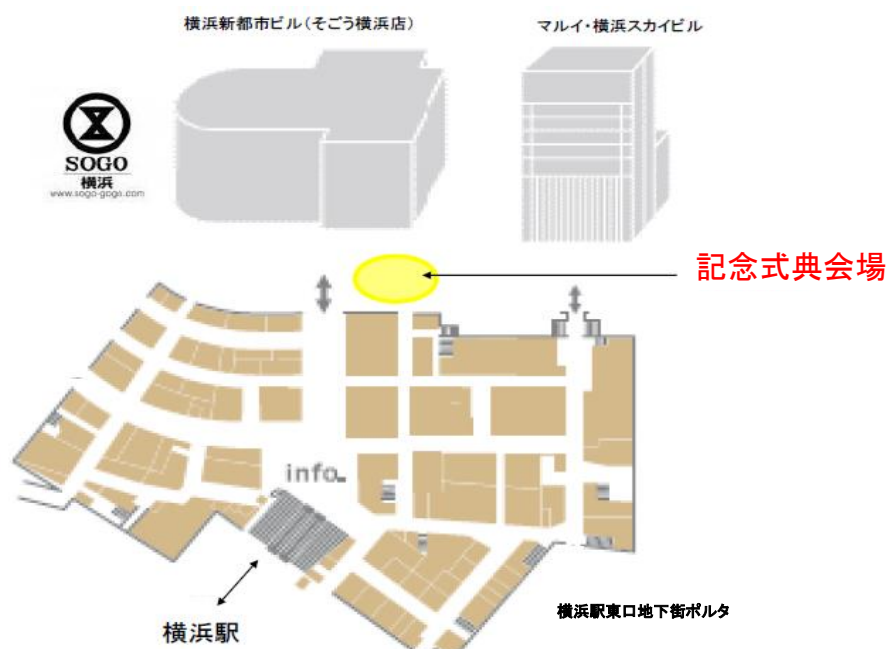 横浜新都市ビル（そごう横浜店）
マルイ・横浜スカイビル
SOGO
横浜
www.sogo-gogo.com
記念式典会場
info.
横浜駅
横浜駅東口地下街ポルタ